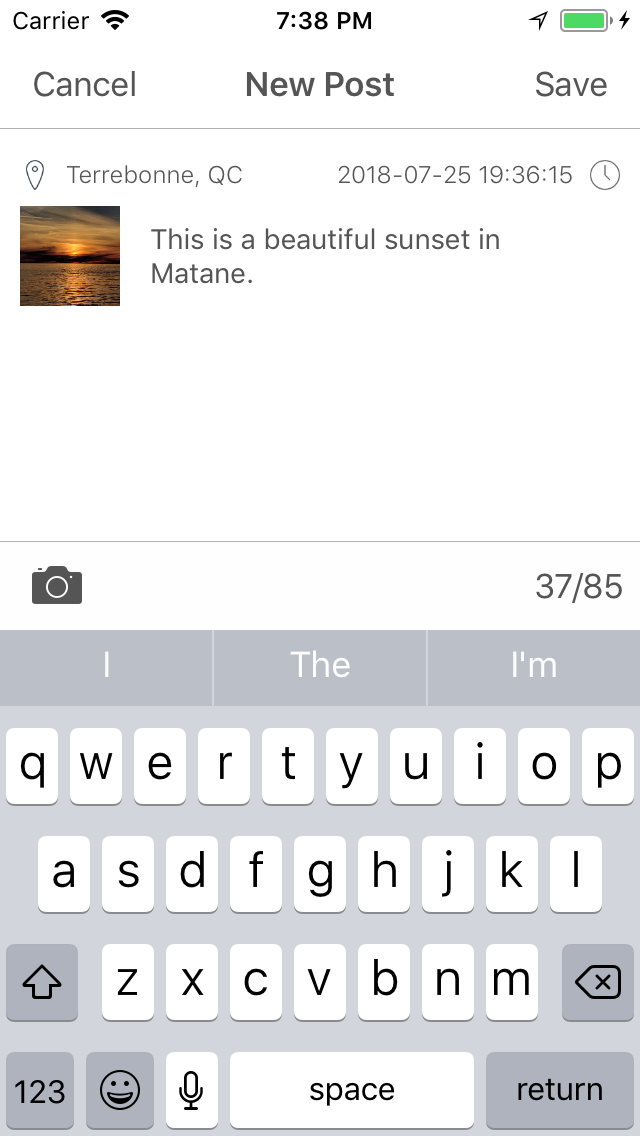 Carrier 7:38 PM
Cancel New Post Save
Terrebonne, QC 2018-07-25 19:36:15
This is a beautiful sunset in
Matane.
37/85
I The I'm
q w e r t y u i o p
a s d f g h j k l
z x c v b n m
123 space return